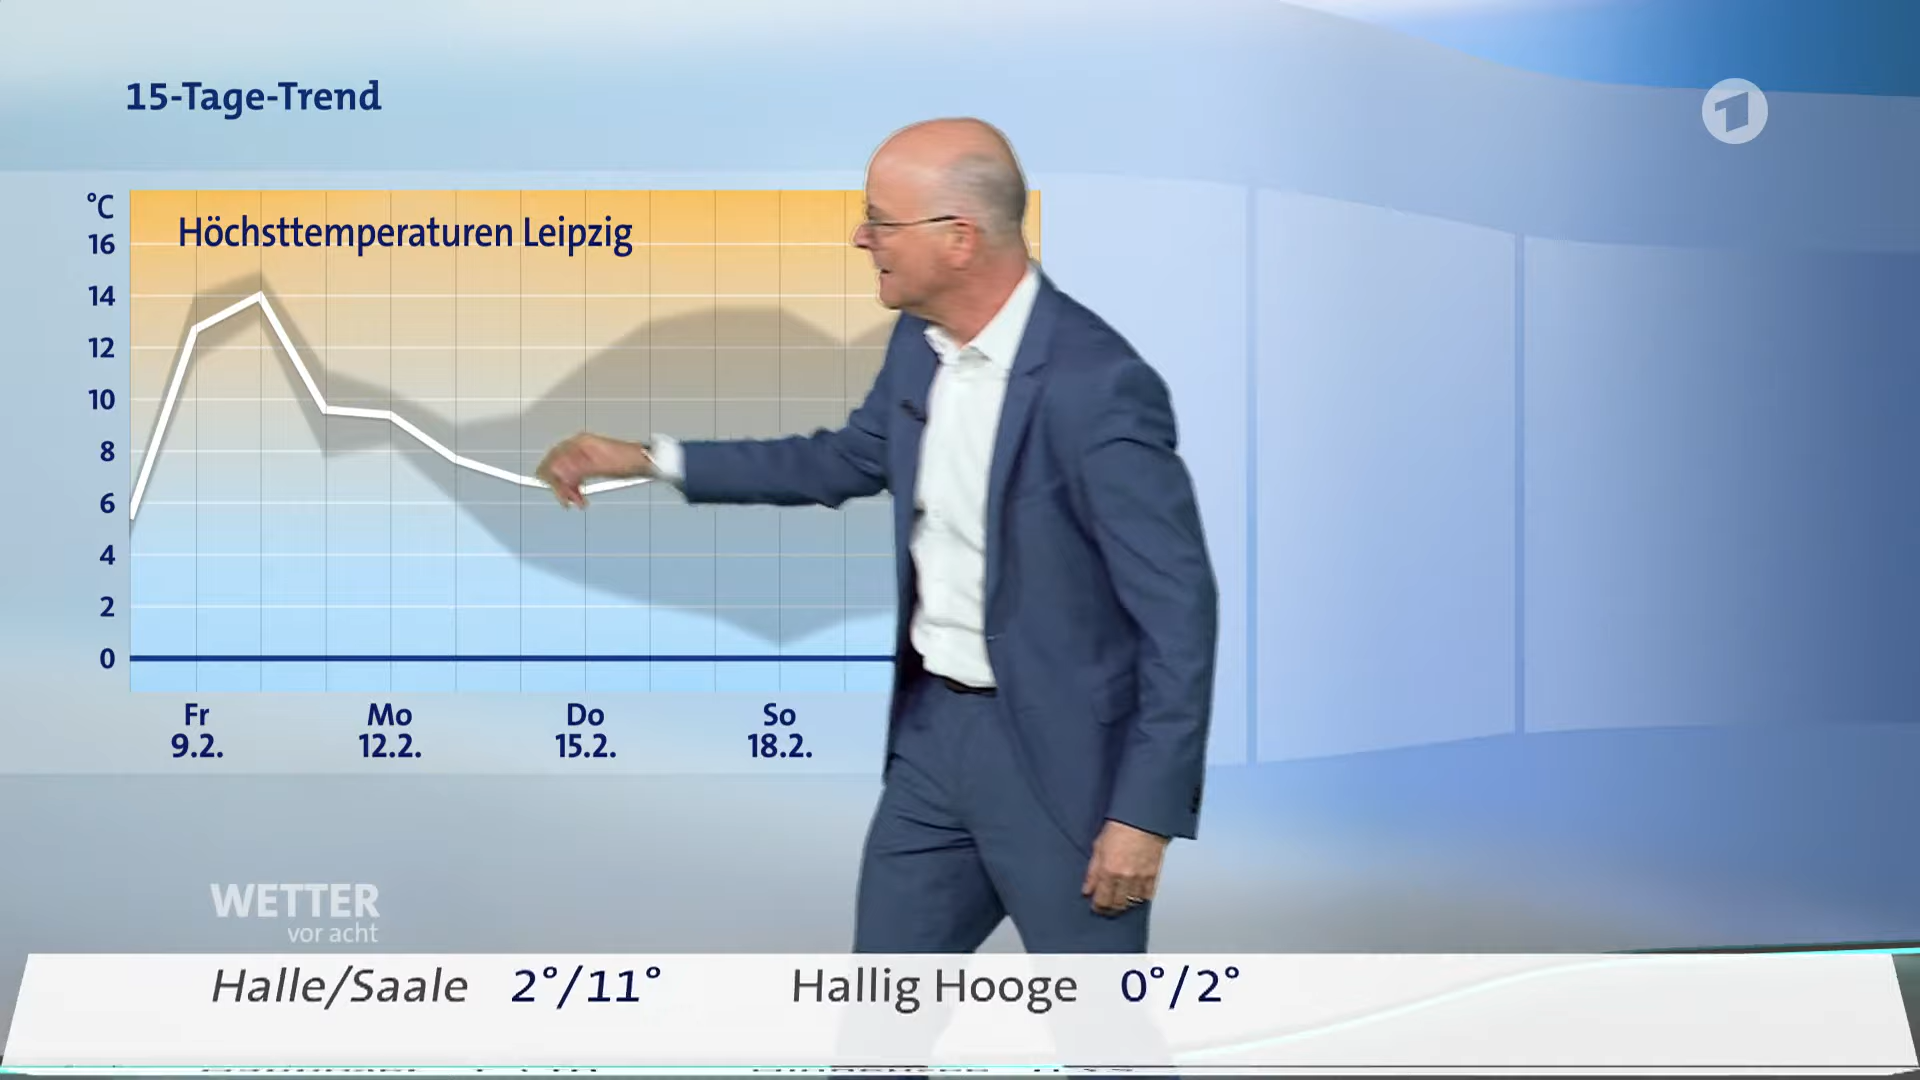 15-Tage-Trend
°C
Höchsttemperaturen Leipzig
16
14
12
10
8
6
4
2
0
Fr Mo Do So
9.2. 12.2. 15.2. 18.2.
WETTER
vor acht
Halle/Saale 2°/11° Hallig Hooge 0°/2°